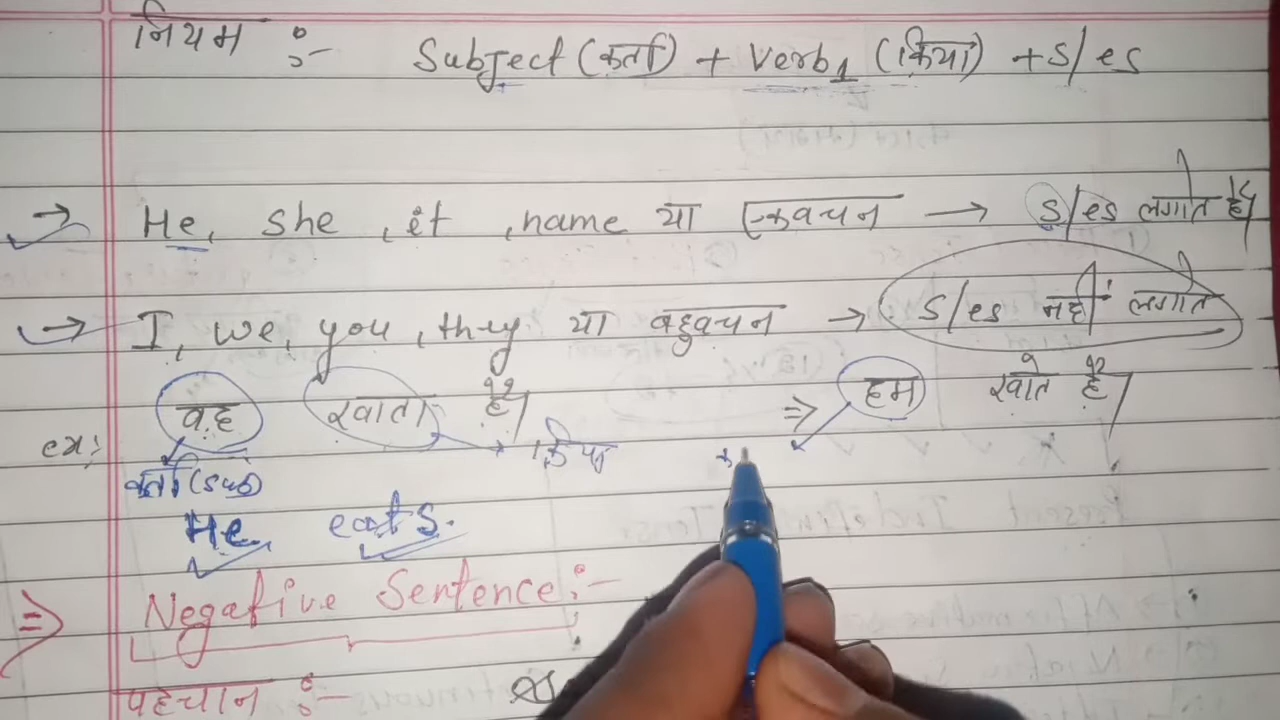 नियम :- Subject (कर्ता) + Verb1 (क्रिया) + S/es
→ He, she, it, name या एकवचन → S/es लगाते हैं
→ I, we, you, they या बहुवचन → S/es नहीं लगाते
वह खाता है। ⇒ हम खाते हैं।
ex:- क्रिया
कर्ता (sub)
He eats.
⇒ Negative Sentence:-
पहचान :-